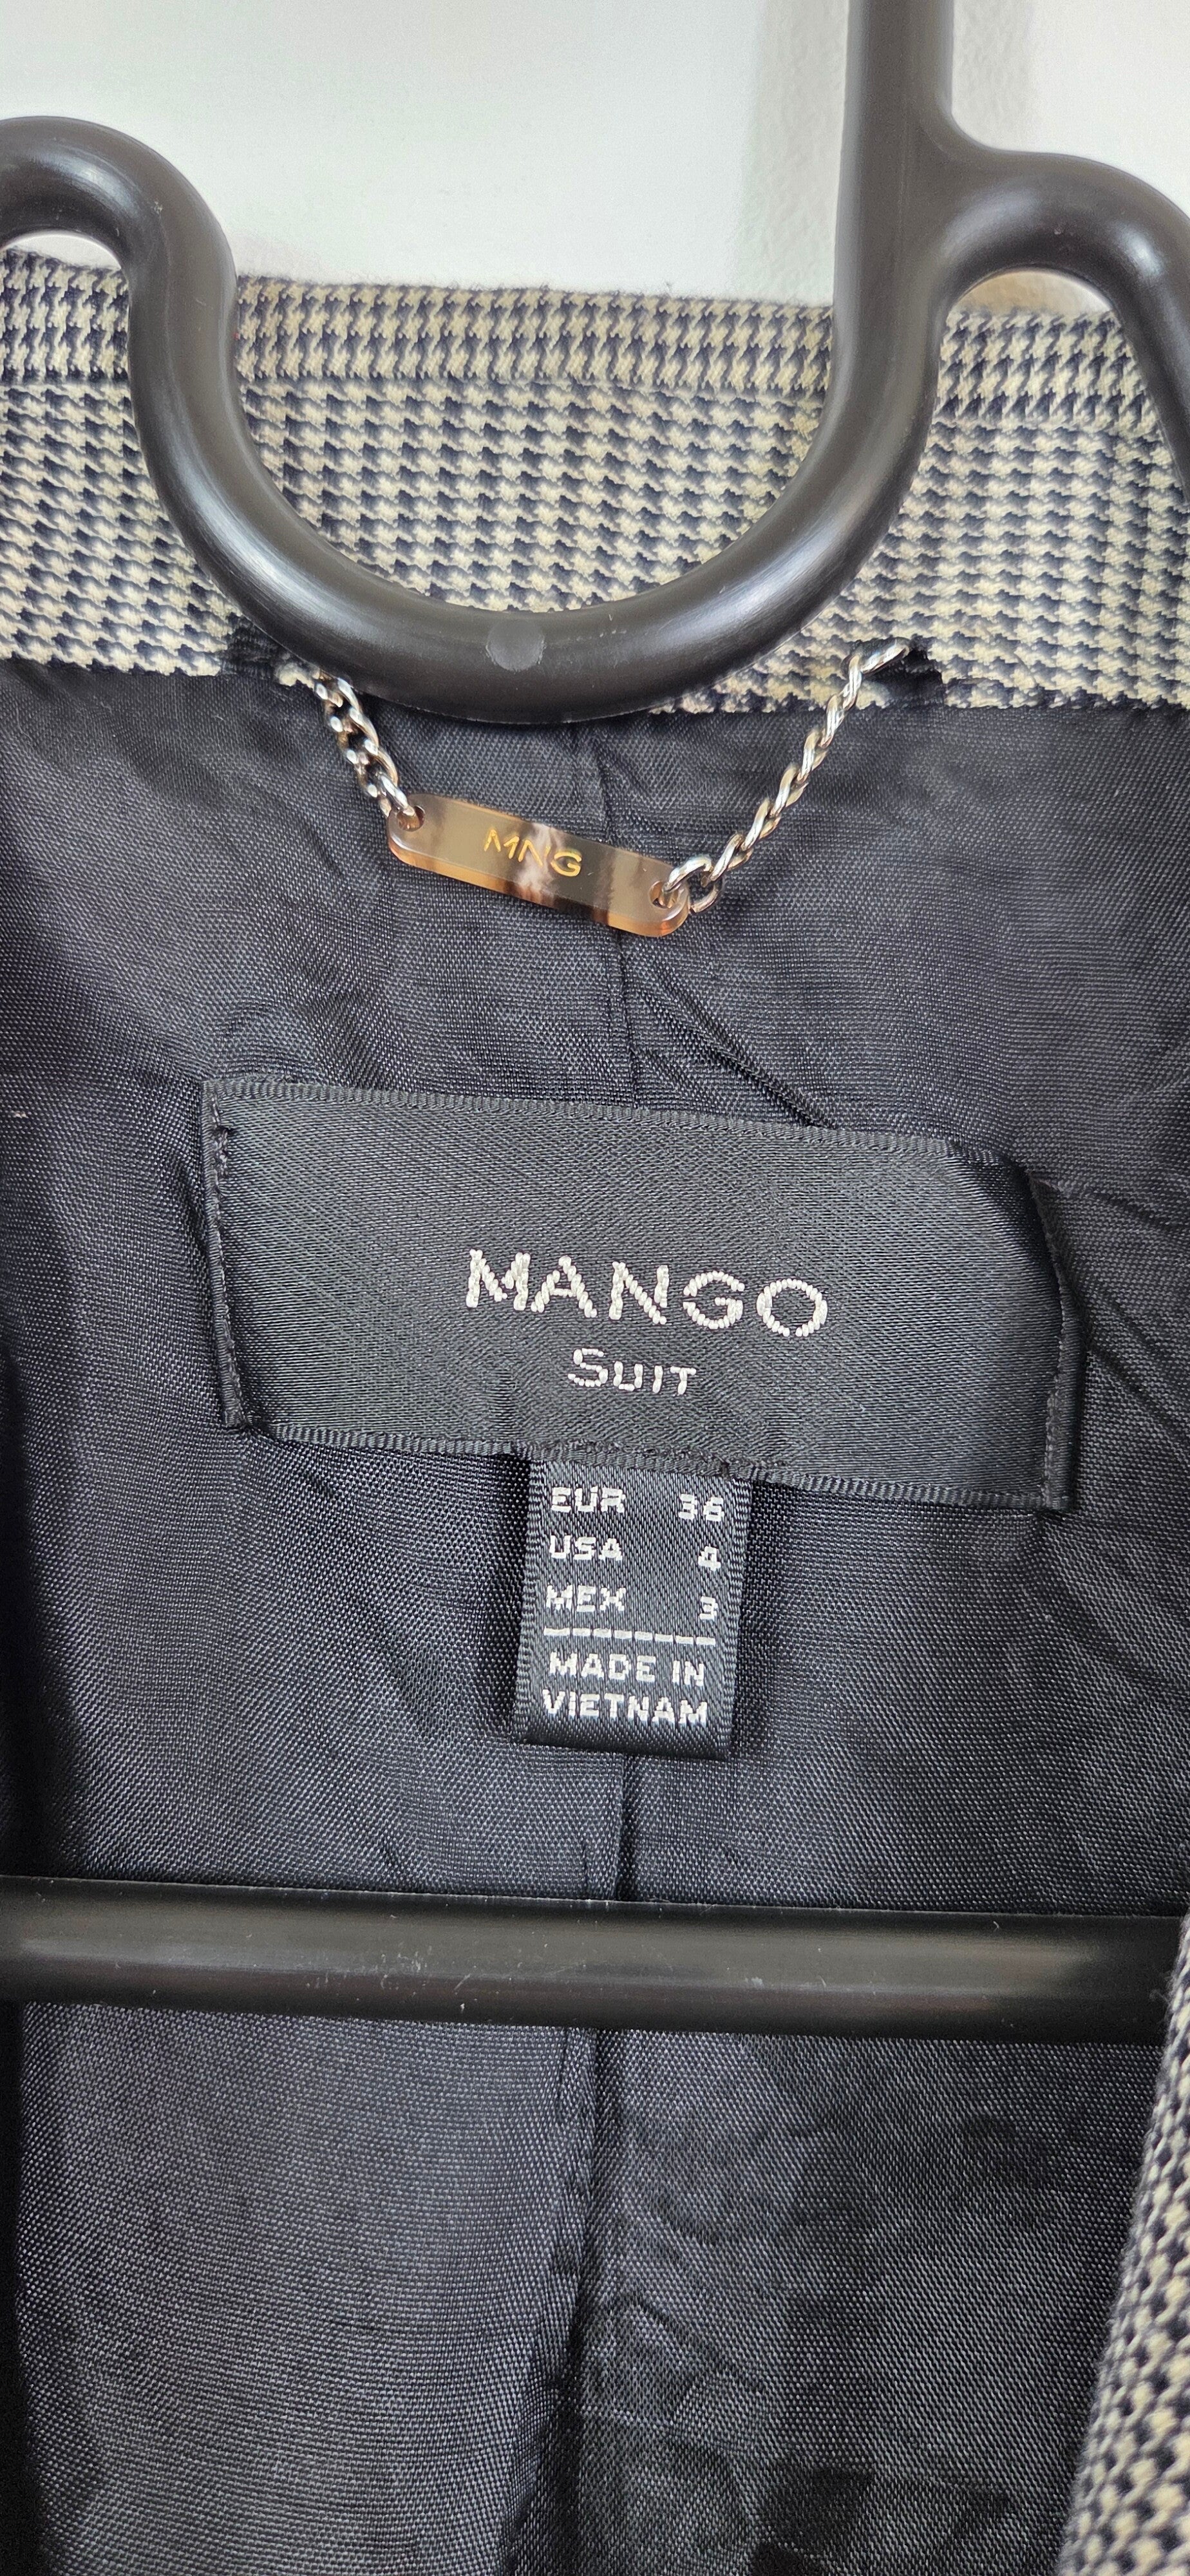 MNG
MANGO
SUIT
EUR 36
USA 4
MEX 3
MADE IN
VIETNAM